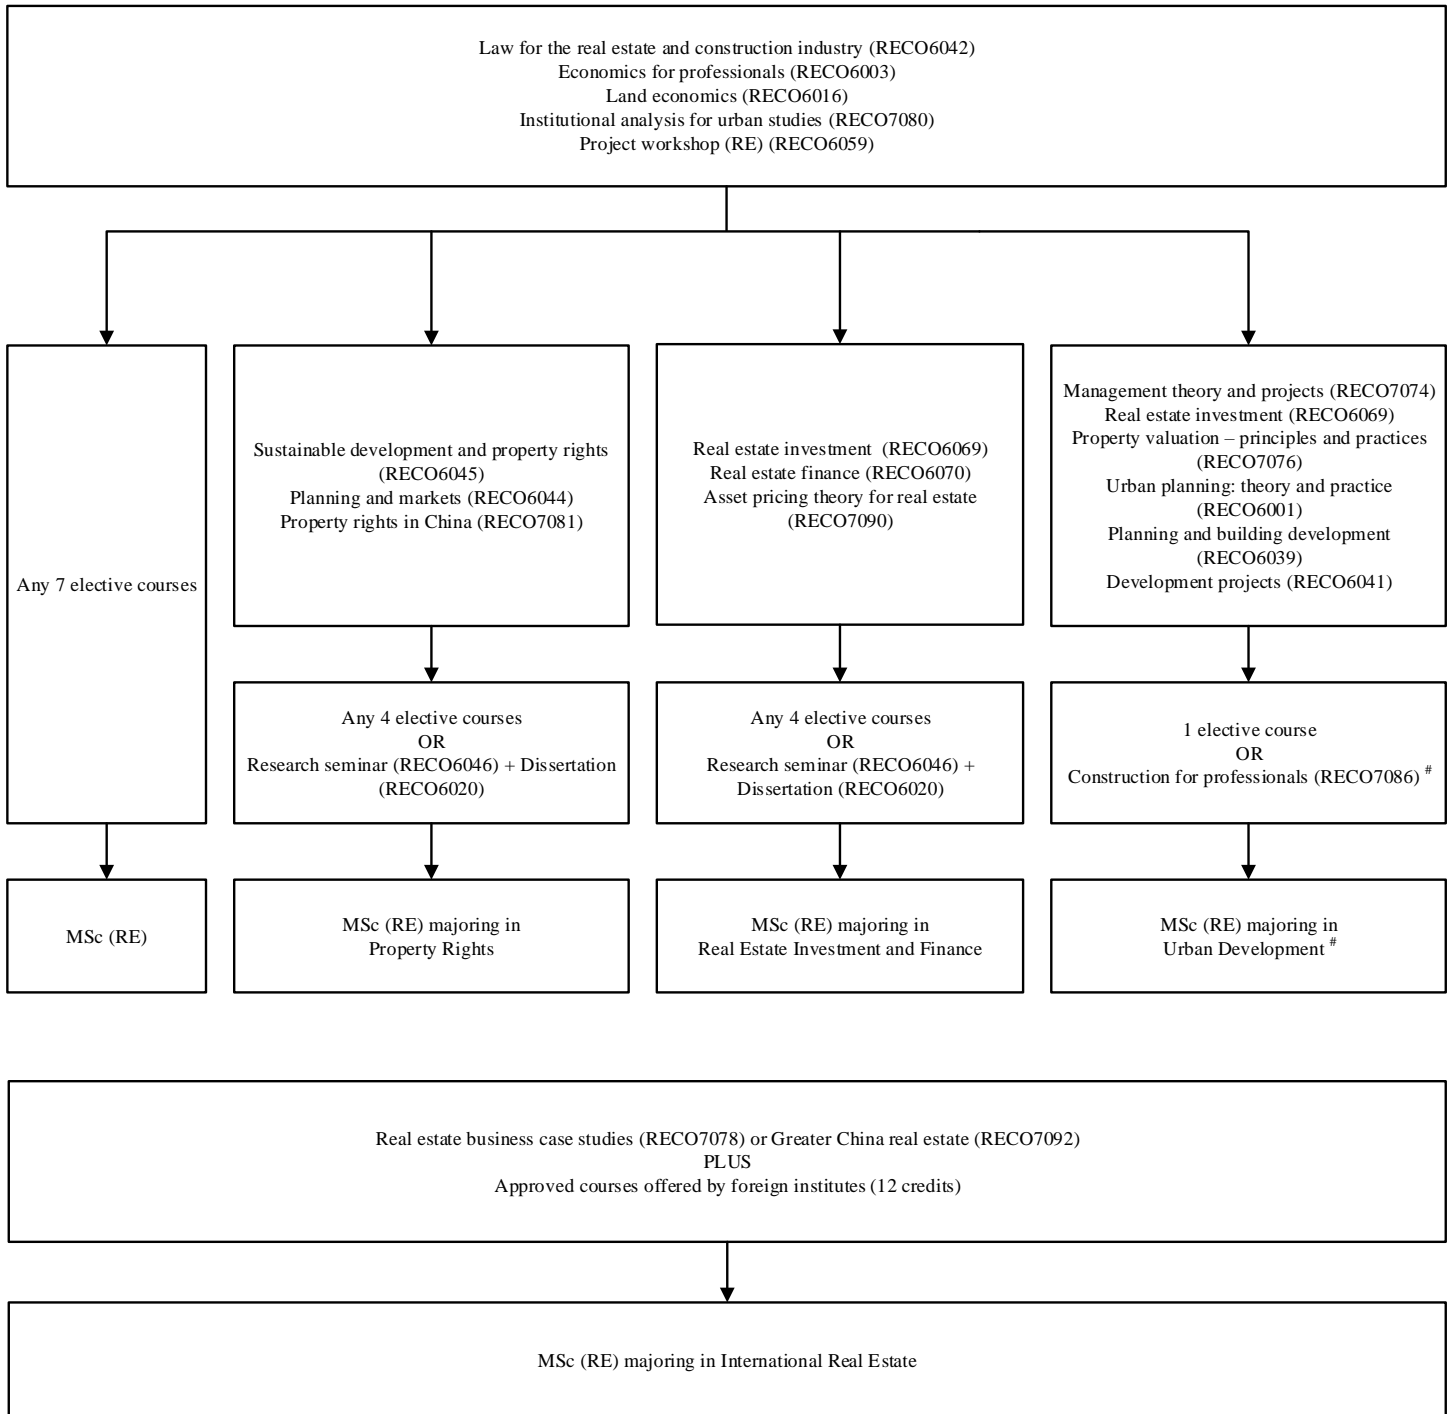 Law for the real estate and construction industry (RECO6042)
Economics for professionals (RECO6003)
Land economics (RECO6016)
Institutional analysis for urban studies (RECO7080)
Project workshop (RE) (RECO6059)
Any 7 elective courses
Sustainable development and property rights
(RECO6045)
Planning and markets (RECO6044)
Property rights in China (RECO7081)
Real estate investment (RECO6069)
Real estate finance (RECO6070)
Asset pricing theory for real estate
(RECO7090)
Management theory and projects (RECO7074)
Real estate investment (RECO6069)
Property valuation – principles and practices
(RECO7076)
Urban planning: theory and practice
(RECO6001)
Planning and building development
(RECO6039)
Development projects (RECO6041)
Any 4 elective courses
OR
Research seminar (RECO6046) + Dissertation
(RECO6020)
Any 4 elective courses
OR
Research seminar (RECO6046) +
Dissertation (RECO6020)
1 elective course
OR
Construction for professionals (RECO7086) #
MSc (RE)
MSc (RE) majoring in
Property Rights
MSc (RE) majoring in
Real Estate Investment and Finance
MSc (RE) majoring in
Urban Development #
Real estate business case studies (RECO7078) or Greater China real estate (RECO7092)
PLUS
Approved courses offered by foreign institutes (12 credits)
MSc (RE) majoring in International Real Estate